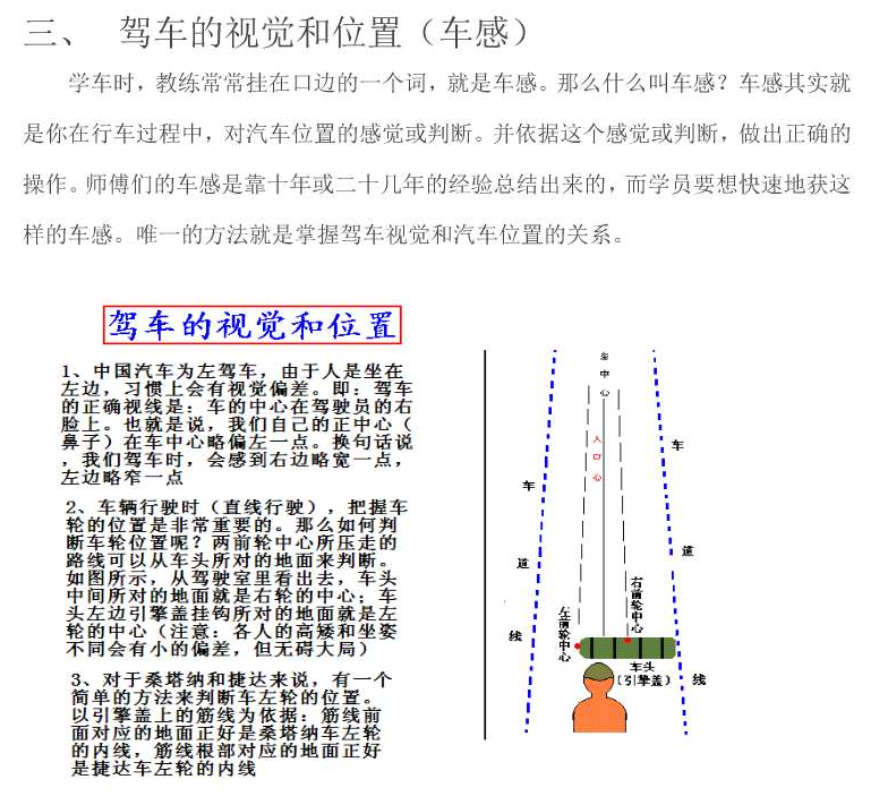 三、 驾车的视觉和位置（车感）
学车时，教练常常挂在口边的一个词，就是车感。那么什么叫车感？车感其实就
是你在行车过程中，对汽车位置的感觉或判断。并依据这个感觉或判断，做出正确的
操作。师傅们的车感是靠十年或二十几年的经验总结出来的，而学员要想快速地获这
样的车感。唯一的方法就是掌握驾车视觉和汽车位置的关系。
驾车的视觉和位置
1、中国汽车为左驾车，由于人是坐在
左边，习惯上会有视觉偏差。即：驾车
的正确视线是：车的中心在驾驶员的右
脸上。也就是说，我们自己的正中心（
鼻子）在车中心略偏左一点。换句话说
，我们驾车时，会感到右边略宽一点，
左边略窄一点
2、车辆行驶时（直线行驶），把握车
轮的位置是非常重要的。那么如何判
断车轮位置呢？两前轮中心所压走的
路线可以从车头所对的地面来判断。
如图所示，从驾驶室里看出去，车头
中间所对的地面就是右轮的中心；车
头左边引擎盖挂钩所对的地面就是左
轮的中心（注意：各人的高矮和坐姿
不同会有小的偏差，但无碍大局）
3、对于桑塔纳和捷达来说，有一个
简单的方法来判断车左轮的位置。
以引擎盖上的筋线为依据：筋线前
面对应的地面正好是桑塔纳车左轮
的内线，筋线根部对应的地面正好
是捷达车左轮的内线
中心
人
心
车道线
车道线
左前轮中心
右前轮中心
车头
（引擎盖）